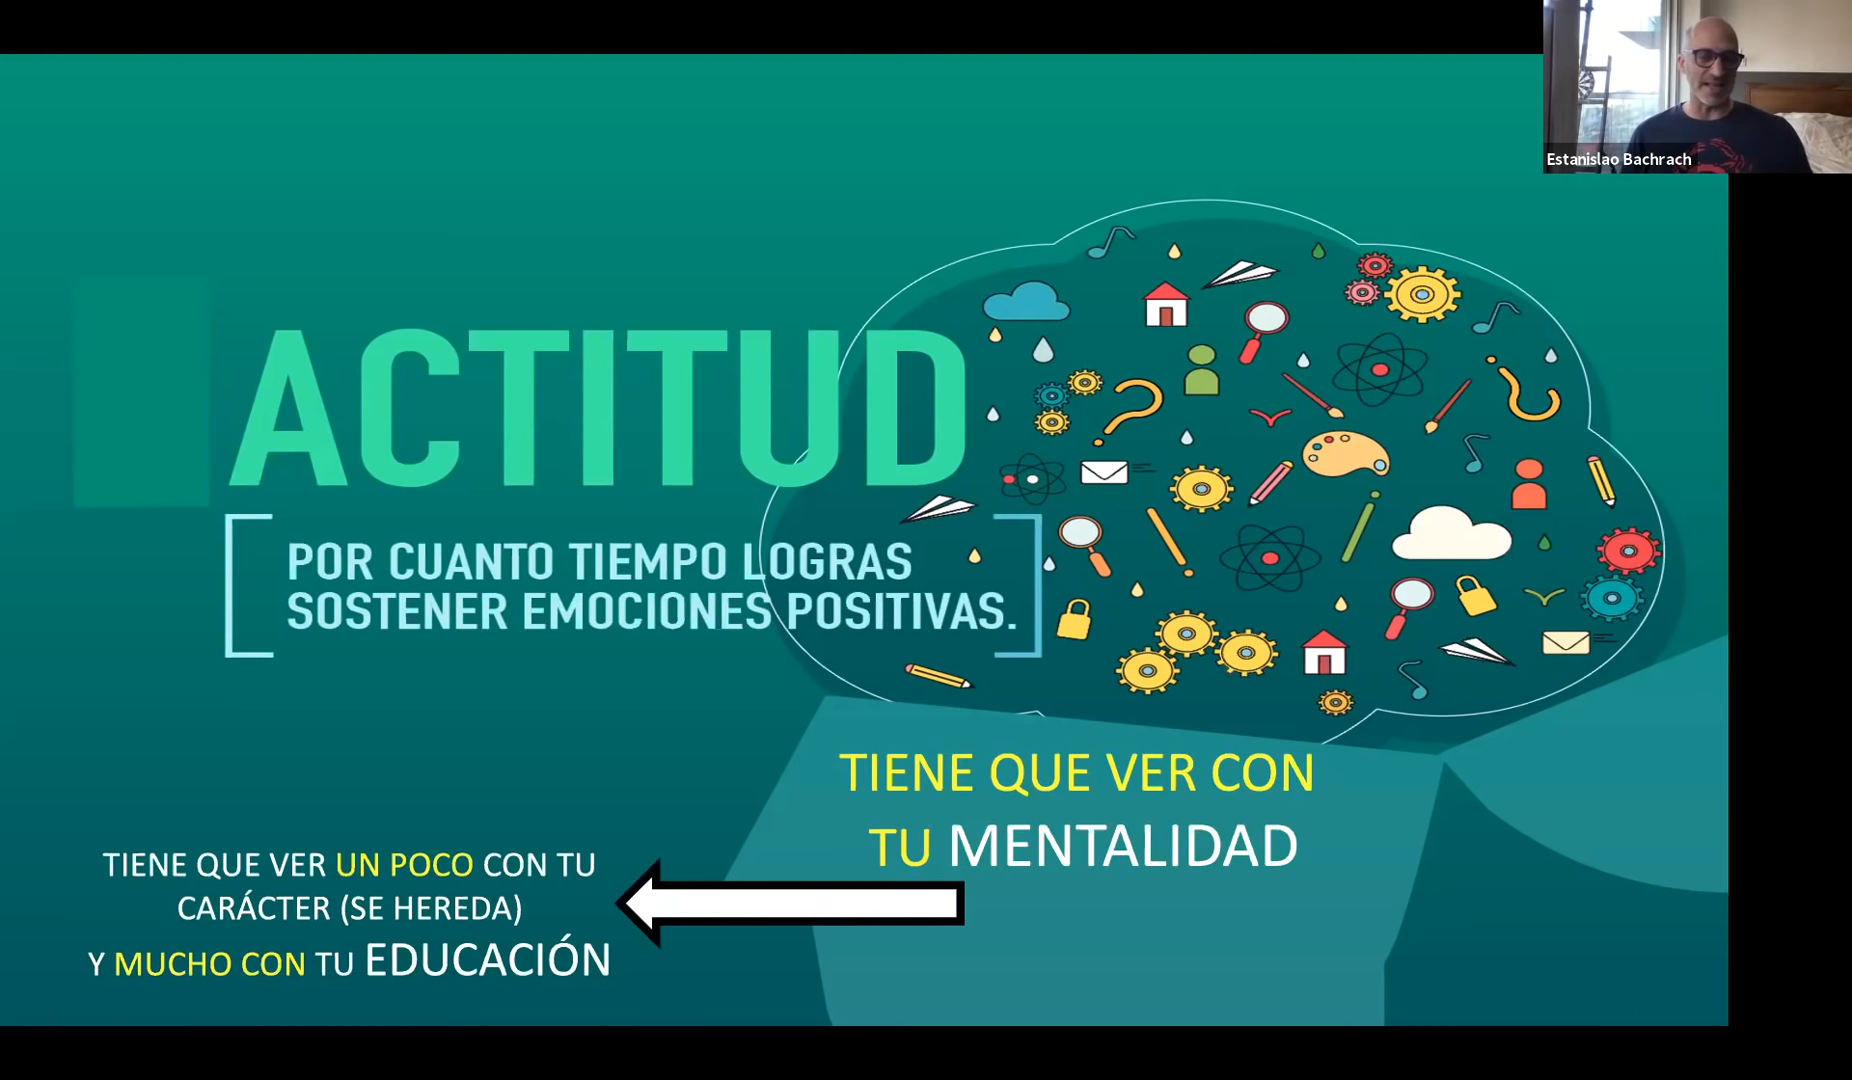 Estanislao Bachrach
ACTITUD
POR CUANTO TIEMPO LOGRAS
SOSTENER EMOCIONES POSITIVAS.
TIENE QUE VER CON
TU MENTALIDAD
TIENE QUE VER UN POCO CON TU
CARÁCTER (SE HEREDA)
Y MUCHO CON TU EDUCACIÓN